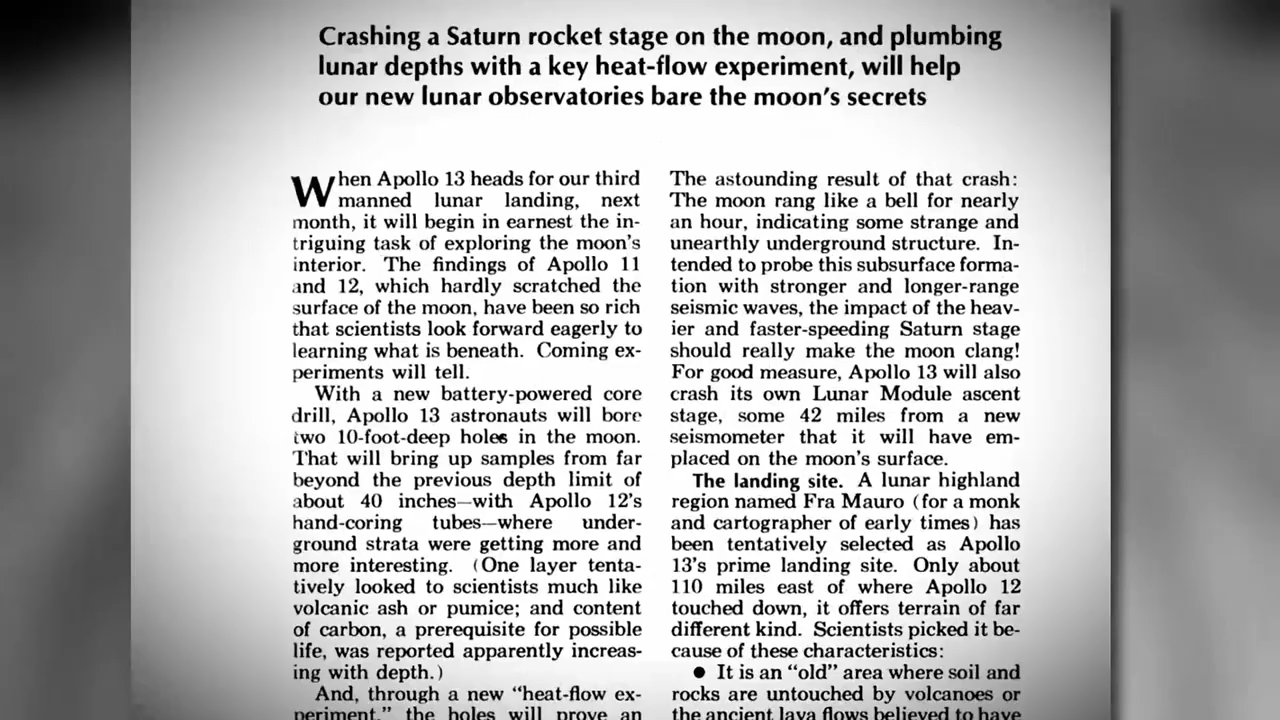 Crashing a Saturn rocket stage on the moon, and plumbing
lunar depths with a key heat-flow experiment, will help
our new lunar observatories bare the moon's secrets
When Apollo 13 heads for our third
manned lunar landing, next
month, it will begin in earnest the in-
triguing task of exploring the moon's
interior. The findings of Apollo 11
and 12, which hardly scratched the
surface of the moon, have been so rich
that scientists look forward eagerly to
learning what is beneath. Coming ex-
periments will tell.
With a new battery-powered core
drill, Apollo 13 astronauts will bore
two 10-foot-deep holes in the moon.
That will bring up samples from far
beyond the previous depth limit of
about 40 inches—with Apollo 12's
hand-coring tubes—where under-
ground strata were getting more and
more interesting. (One layer tenta-
tively looked to scientists much like
volcanic ash or pumice; and content
of carbon, a prerequisite for possible
life, was reported apparently increas-
ing with depth.)
And, through a new "heat-flow ex-
periment," the holes will prove an
The astounding result of that crash:
The moon rang like a bell for nearly
an hour, indicating some strange and
unearthly underground structure. In-
tended to probe this subsurface forma-
tion with stronger and longer-range
seismic waves, the impact of the heav-
ier and faster-speeding Saturn stage
should really make the moon clang!
For good measure, Apollo 13 will also
crash its own Lunar Module ascent
stage, some 42 miles from a new
seismometer that it will have em-
placed on the moon's surface.
The landing site. A lunar highland
region named Fra Mauro (for a monk
and cartographer of early times) has
been tentatively selected as Apollo
13's prime landing site. Only about
110 miles east of where Apollo 12
touched down, it offers terrain of far
different kind. Scientists picked it be-
cause of these characteristics:
● It is an "old" area where soil and
rocks are untouched by volcanoes or
the ancient lava flows believed to have